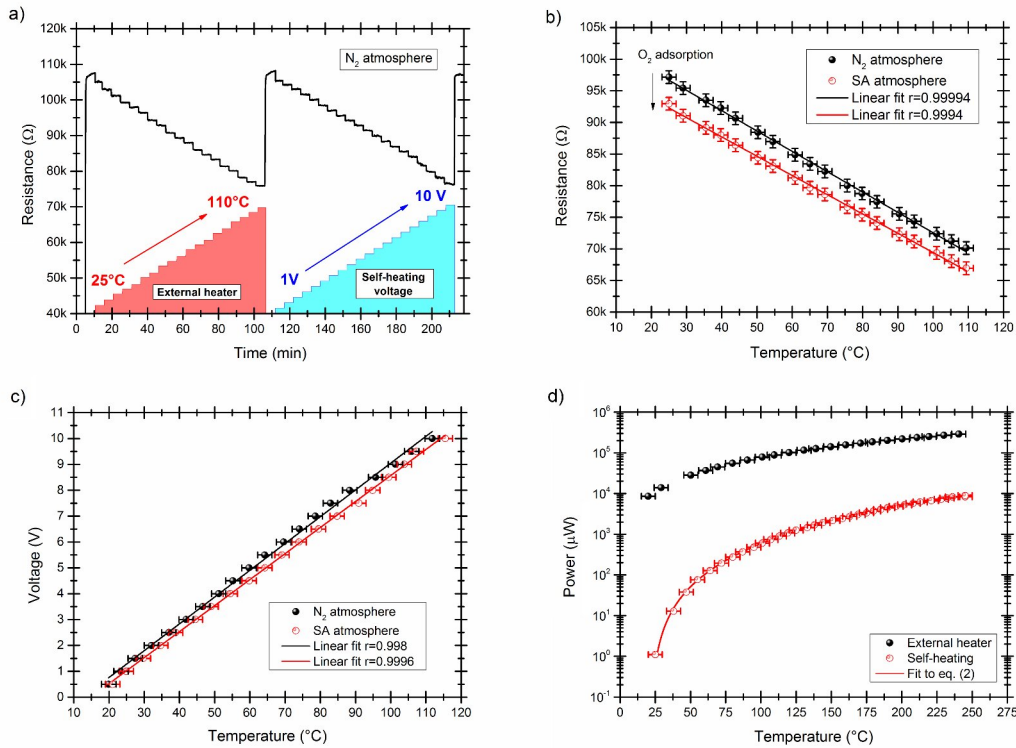 a)
120k
110k
100k
90k
80k
70k
60k
50k
40k
Resistance (Ω)
N2 atmosphere
110°C
25°C
External heater
10 V
1V
Self-heating
voltage
0 20 40 60 80 100 120 140 160 180 200
Time (min)
b)
105k
100k
95k
90k
85k
80k
75k
70k
65k
60k
Resistance (Ω)
O2 adsorption
N2 atmosphere
SA atmosphere
Linear fit r=0.99994
Linear fit r=0.9994
10 20 30 40 50 60 70 80 90 100 110 120
Temperature (°C)
c)
11
10
9
8
7
6
5
4
3
2
1
0
Voltage (V)
N2 atmosphere
SA atmosphere
Linear fit r=0.998
Linear fit r=0.9996
10 20 30 40 50 60 70 80 90 100 110 120
Temperature (°C)
d)
10^6
10^5
10^4
10^3
10^2
10^1
10^0
10^-1
Power (µW)
External heater
Self-heating
Fit to eq. (2)
0 25 50 75 100 125 150 175 200 225 250 275
Temperature (°C)